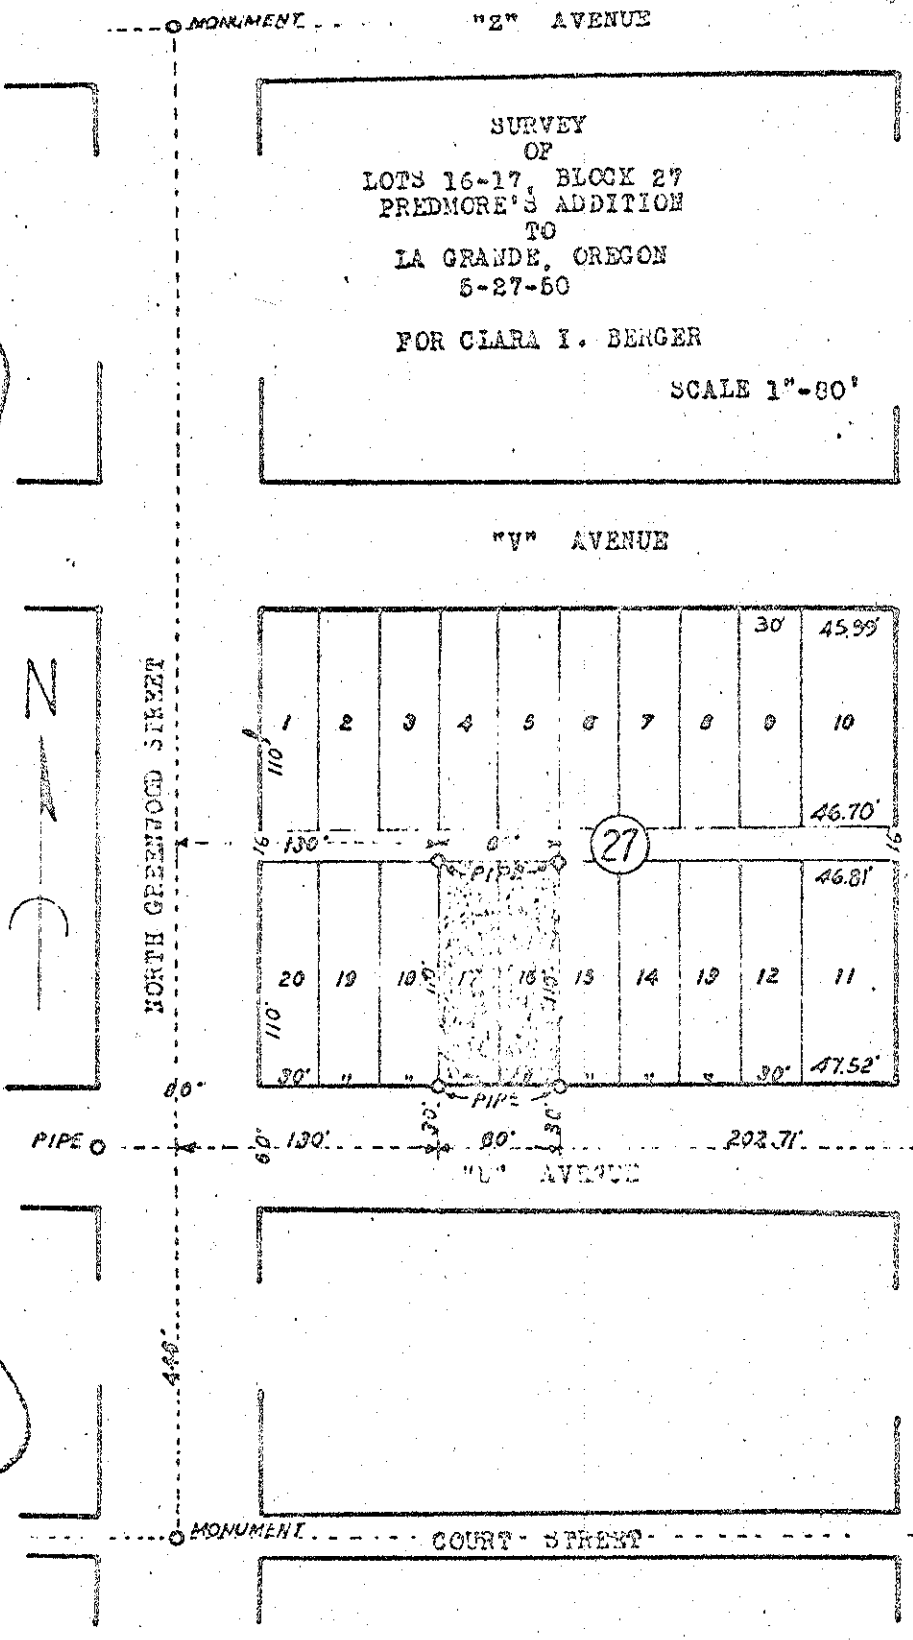 MONUMENT
"Z" AVENUE
SURVEY
OF
LOTS 16-17, BLOCK 27
PREDMORE'S ADDITION
TO
LA GRANDE, OREGON
5-27-50
FOR CLARA I. BERGER
SCALE 1"-80'
"V" AVENUE
N
NORTH GREENWOOD STREET
30' 45.99'
1 2 3 4 5 6 7 8 9 10
110'
46.70'
16 130' 27 16
PIPE PIPE
46.81'
20 19 18 17 16 15 14 13 12 11
110' 110' 110'
30' " " " " 30' 47.52'
PIPE
80'
PIPE 60' 130' 30' 60' 30' 202.71'
"U" AVENUE
MONUMENT
COURT STREET